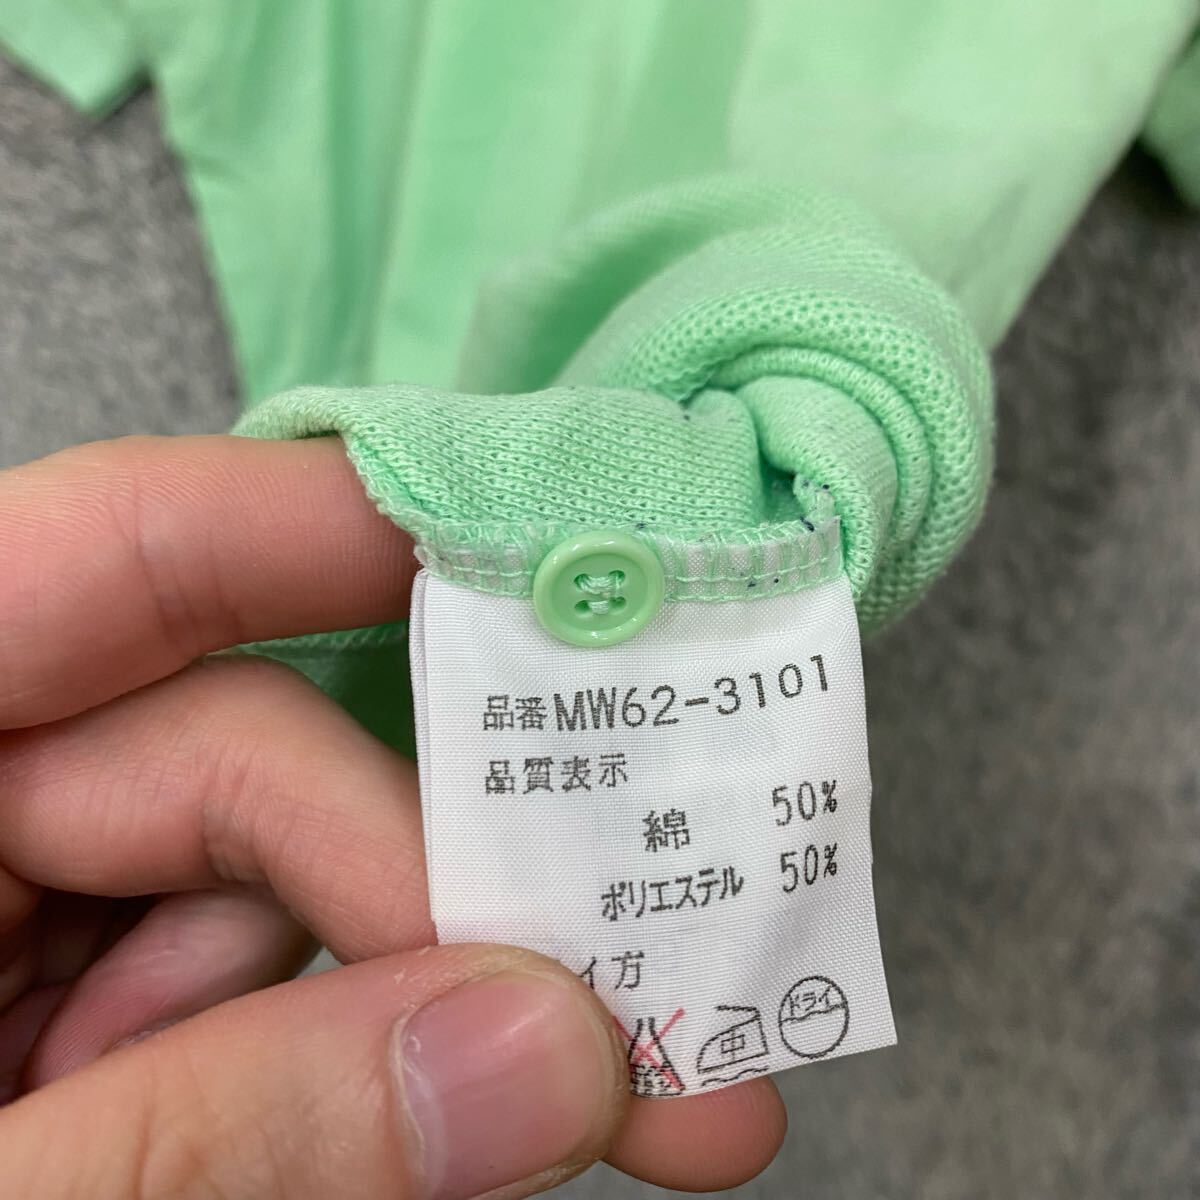 品番MW62-3101
品質表示
綿 50%
ポリエステル 50%
イ方
中 ドライ